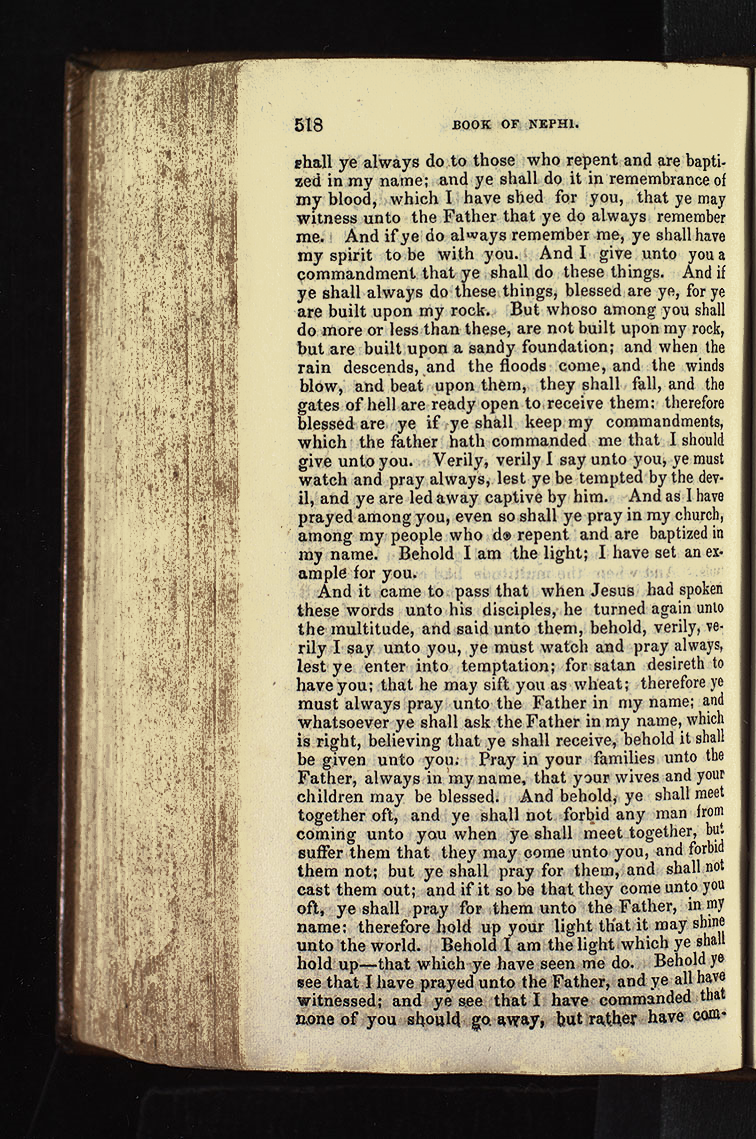 518 BOOK OF NEPHI.
shall ye always do to those who repent and are bapti-
zed in my name; and ye shall do it in remembrance of
my blood, which I have shed for you, that ye may
witness unto the Father that ye do always remember
me. And if ye do always remember me, ye shall have
my spirit to be with you. And I give unto you a
commandment that ye shall do these things. And if
ye shall always do these things, blessed are ye, for ye
are built upon my rock. But whoso among you shall
do more or less than these, are not built upon my rock,
but are built upon a sandy foundation; and when the
rain descends, and the floods come, and the winds
blow, and beat upon them, they shall fall, and the
gates of hell are ready open to receive them: therefore
blessed are ye if ye shall keep my commandments,
which the father hath commanded me that I should
give unto you. Verily, verily I say unto you, ye must
watch and pray always, lest ye be tempted by the dev-
il, and ye are led away captive by him. And as I have
prayed among you, even so shall ye pray in my church,
among my people who do repent and are baptized in
my name. Behold I am the light; I have set an ex-
ample for you.
And it came to pass that when Jesus had spoken
these words unto his disciples, he turned again unto
the multitude, and said unto them, behold, verily, ve-
rily I say unto you, ye must watch and pray always,
lest ye enter into temptation; for satan desireth to
have you; that he may sift you as wheat; therefore ye
must always pray unto the Father in my name; and
whatsoever ye shall ask the Father in my name, which
is right, believing that ye shall receive, behold it shall
be given unto you. Pray in your families unto the
Father, always in my name, that your wives and your
children may be blessed. And behold, ye shall meet
together oft, and ye shall not forbid any man from
coming unto you when ye shall meet together, but
suffer them that they may come unto you, and forbid
them not; but ye shall pray for them, and shall not
cast them out; and if it so be that they come unto you
oft, ye shall pray for them unto the Father, in my
name: therefore hold up your light that it may shine
unto the world. Behold I am the light which ye shall
hold up—that which ye have seen me do. Behold ye
see that I have prayed unto the Father, and ye all have
witnessed; and ye see that I have commanded that
none of you should go away, but rather have com-